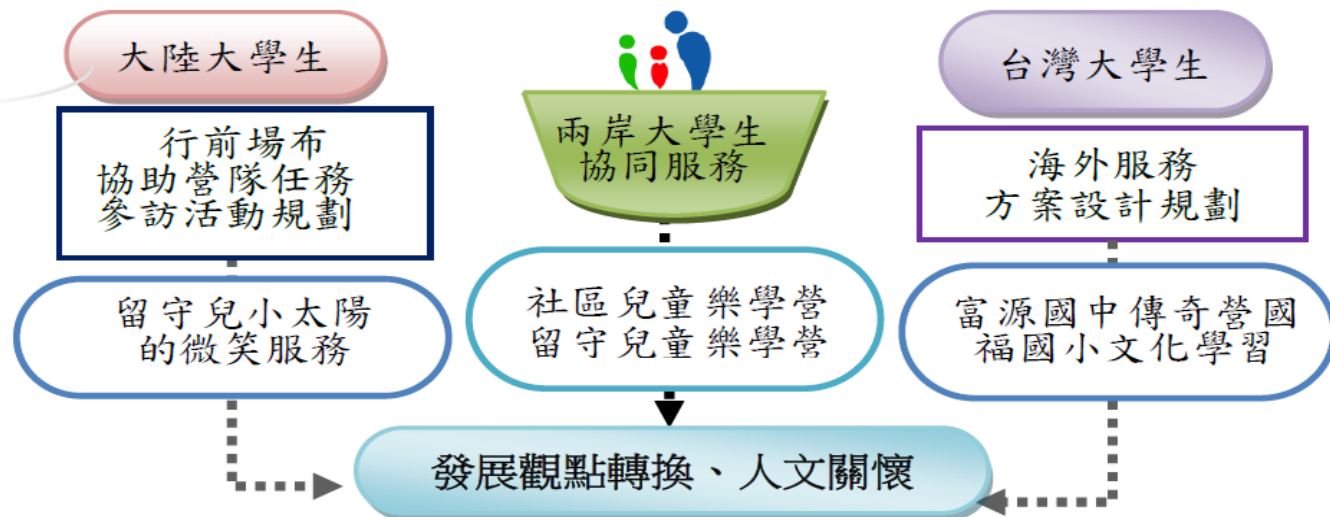 大陸大學生
行前場布
協助營隊任務
參訪活動規劃
留守兒小太陽
的微笑服務
兩岸大學生
協同服務
社區兒童樂學營
留守兒童樂學營
台灣大學生
海外服務
方案設計規劃
富源國中傳奇營國
福國小文化學習
發展觀點轉換、人文關懷